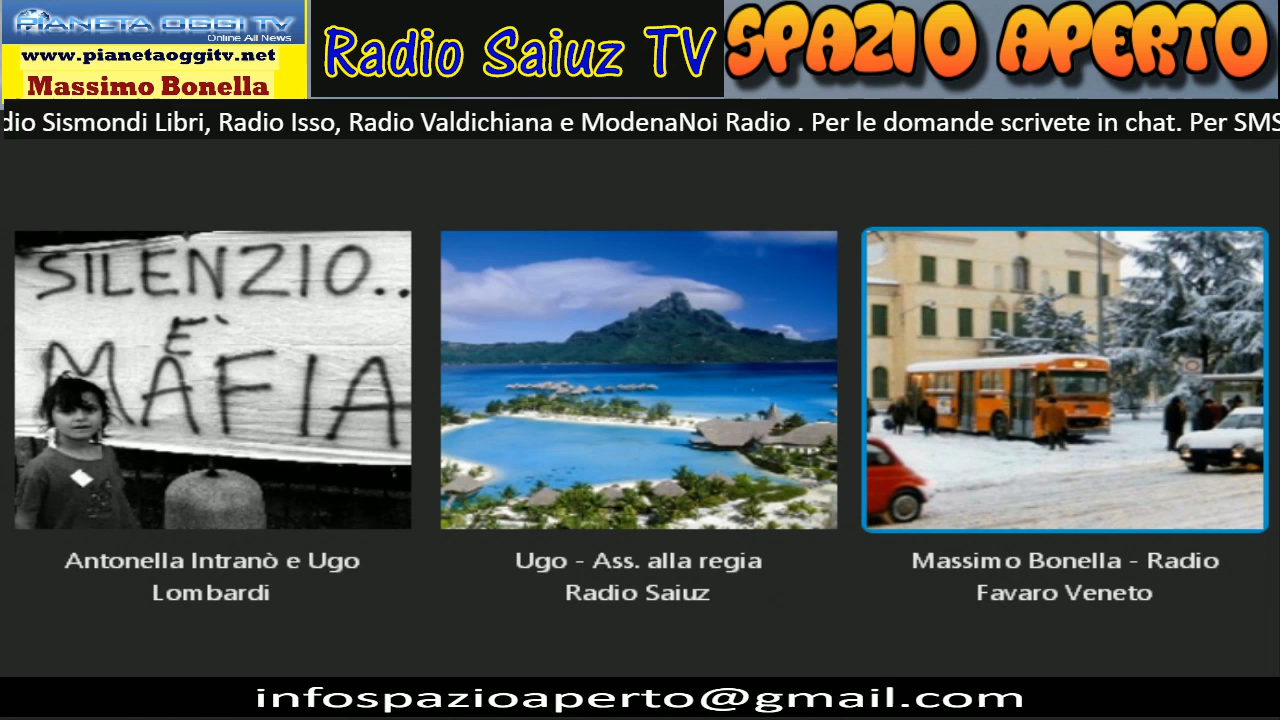 PIANETA OGGI TV
Online All News
www.pianetaoggitv.net
Massimo Bonella
Radio Saiuz TV
SPAZIO APERTO
dio Sismondi Libri, Radio Isso, Radio Valdichiana e ModenaNoi Radio . Per le domande scrivete in chat. Per SMS
SILENZIO..
E'
MAFIA
Antonella Intranò e Ugo
Lombardi
Ugo - Ass. alla regia
Radio Saiuz
Massimo Bonella - Radio
Favaro Veneto
infospazioaperto@gmail.com